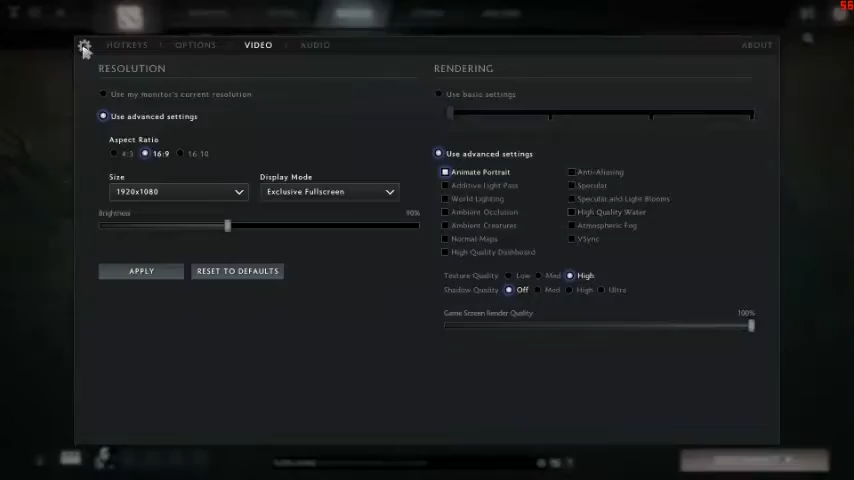 56
HOTKEYS / OPTIONS / VIDEO / AUDIO ABOUT
RESOLUTION
Use my monitor's current resolution
Use advanced settings
Aspect Ratio
4:3 16:9 16:10
Size Display Mode
1920x1080 Exclusive Fullscreen
Brightness 90%
APPLY RESET TO DEFAULTS
RENDERING
Use basic settings
Use advanced settings
Animate Portrait
Additive Light Pass
World Lighting
Ambient Occlusion
Ambient Creatures
Normal Maps
High Quality Dashboard
Anti-Aliasing
Specular
Specular and Light Blooms
High Quality Water
Atmospheric Fog
VSync
Texture Quality Low Med High
Shadow Quality Off Med High Ultra
Game Screen Render Quality 100%